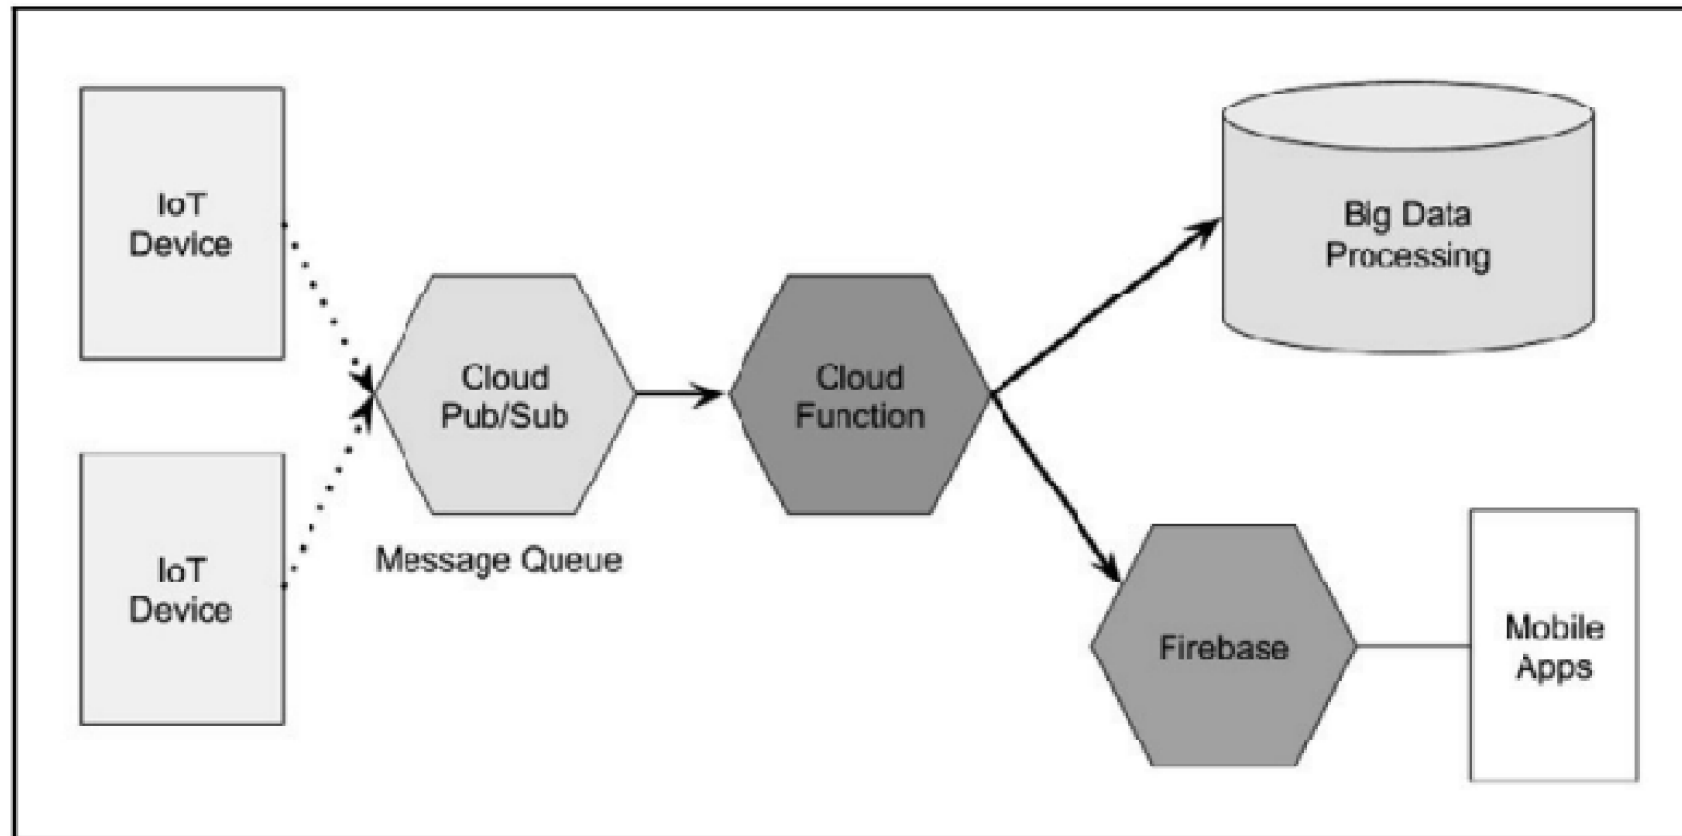 IoT
Device
IoT
Device
Cloud
Pub/Sub
Message Queue
Cloud
Function
Big Data
Processing
Firebase
Mobile
Apps